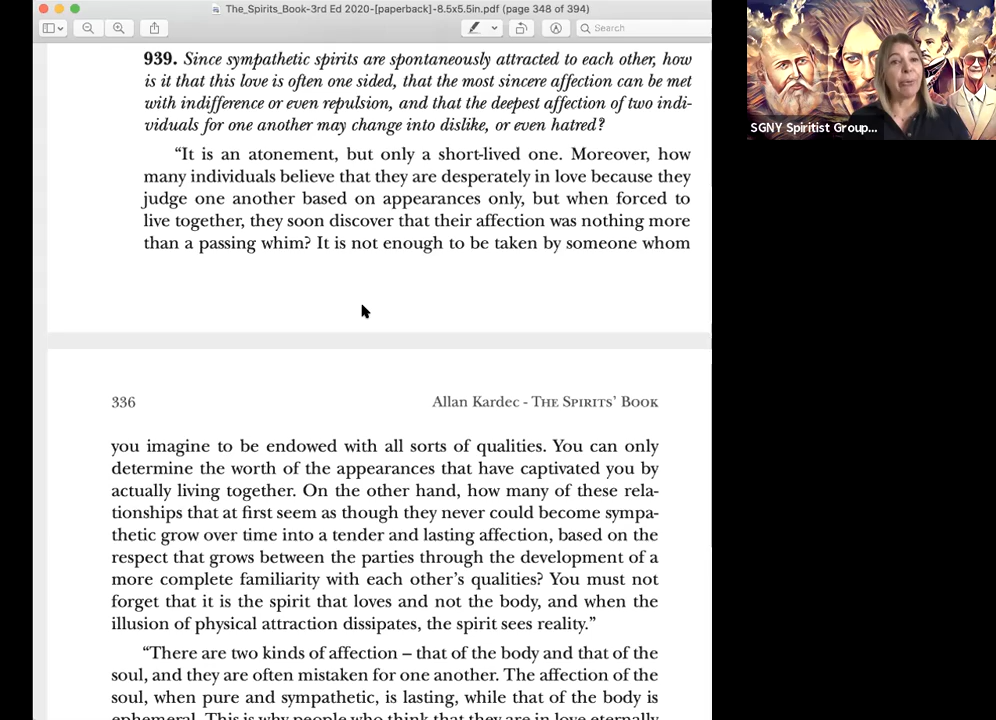 The_Spirits_Book-3rd Ed 2020-[paperback]-8.5x5.5in.pdf (page 348 of 394)
Search
939. Since sympathetic spirits are spontaneously attracted to each other, how
is it that this love is often one sided, that the most sincere affection can be met
with indifference or even repulsion, and that the deepest affection of two indi-
viduals for one another may change into dislike, or even hatred?
“It is an atonement, but only a short-lived one. Moreover, how
many individuals believe that they are desperately in love because they
judge one another based on appearances only, but when forced to
live together, they soon discover that their affection was nothing more
than a passing whim? It is not enough to be taken by someone whom
336
Allan Kardec - The Spirits’ Book
you imagine to be endowed with all sorts of qualities. You can only
determine the worth of the appearances that have captivated you by
actually living together. On the other hand, how many of these rela-
tionships that at first seem as though they never could become sympa-
thetic grow over time into a tender and lasting affection, based on the
respect that grows between the parties through the development of a
more complete familiarity with each other’s qualities? You must not
forget that it is the spirit that loves and not the body, and when the
illusion of physical attraction dissipates, the spirit sees reality.”
“There are two kinds of affection – that of the body and that of the
soul, and they are often mistaken for one another. The affection of the
soul, when pure and sympathetic, is lasting, while that of the body is
ephemeral. This is why people who think that they are in love eternally
SGNY Spiritist Group...